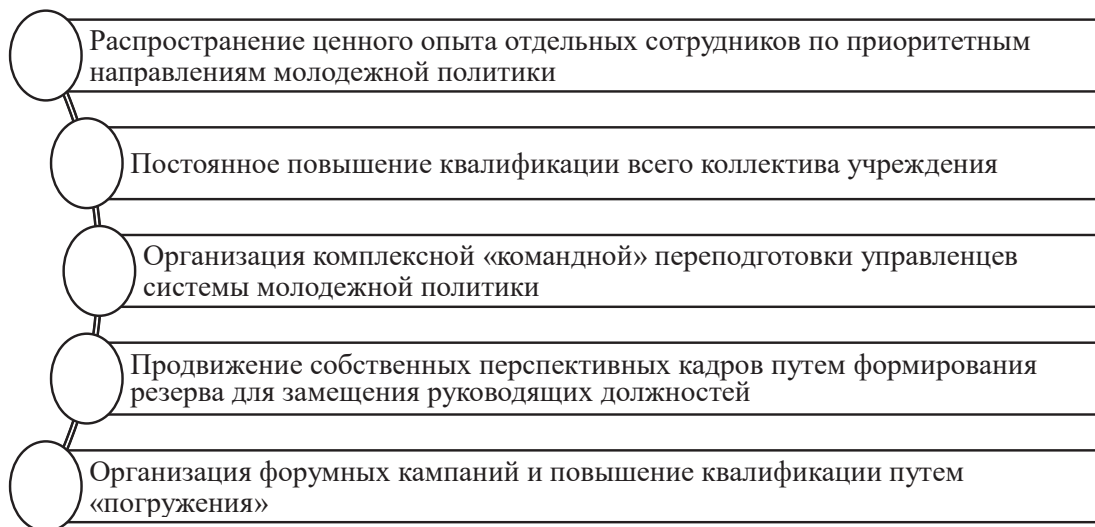 Распространение ценного опыта отдельных сотрудников по приоритетным
направлениям молодежной политики
Постоянное повышение квалификации всего коллектива учреждения
Организация комплексной «командной» переподготовки управленцев
системы молодежной политики
Продвижение собственных перспективных кадров путем формирования
резерва для замещения руководящих должностей
Организация форумных кампаний и повышение квалификации путем
«погружения»